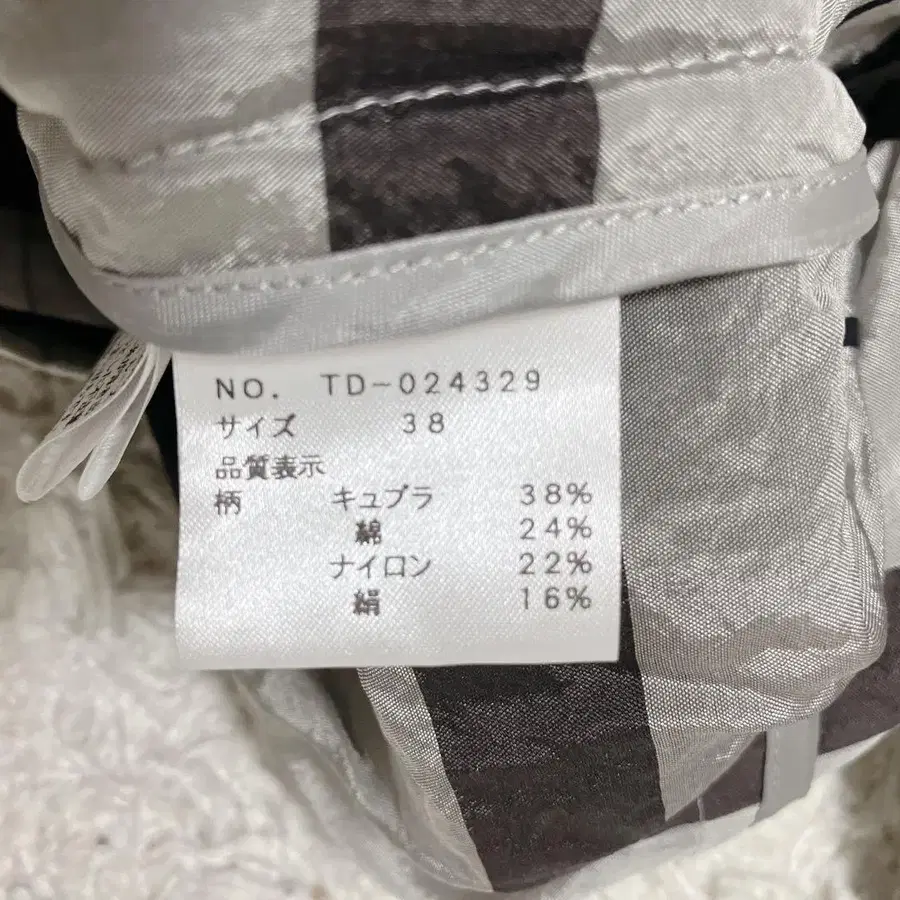 NO. TD-024329
サイズ 38
品質表示
柄 キュプラ 38%
綿 24%
ナイロン 22%
絹 16%